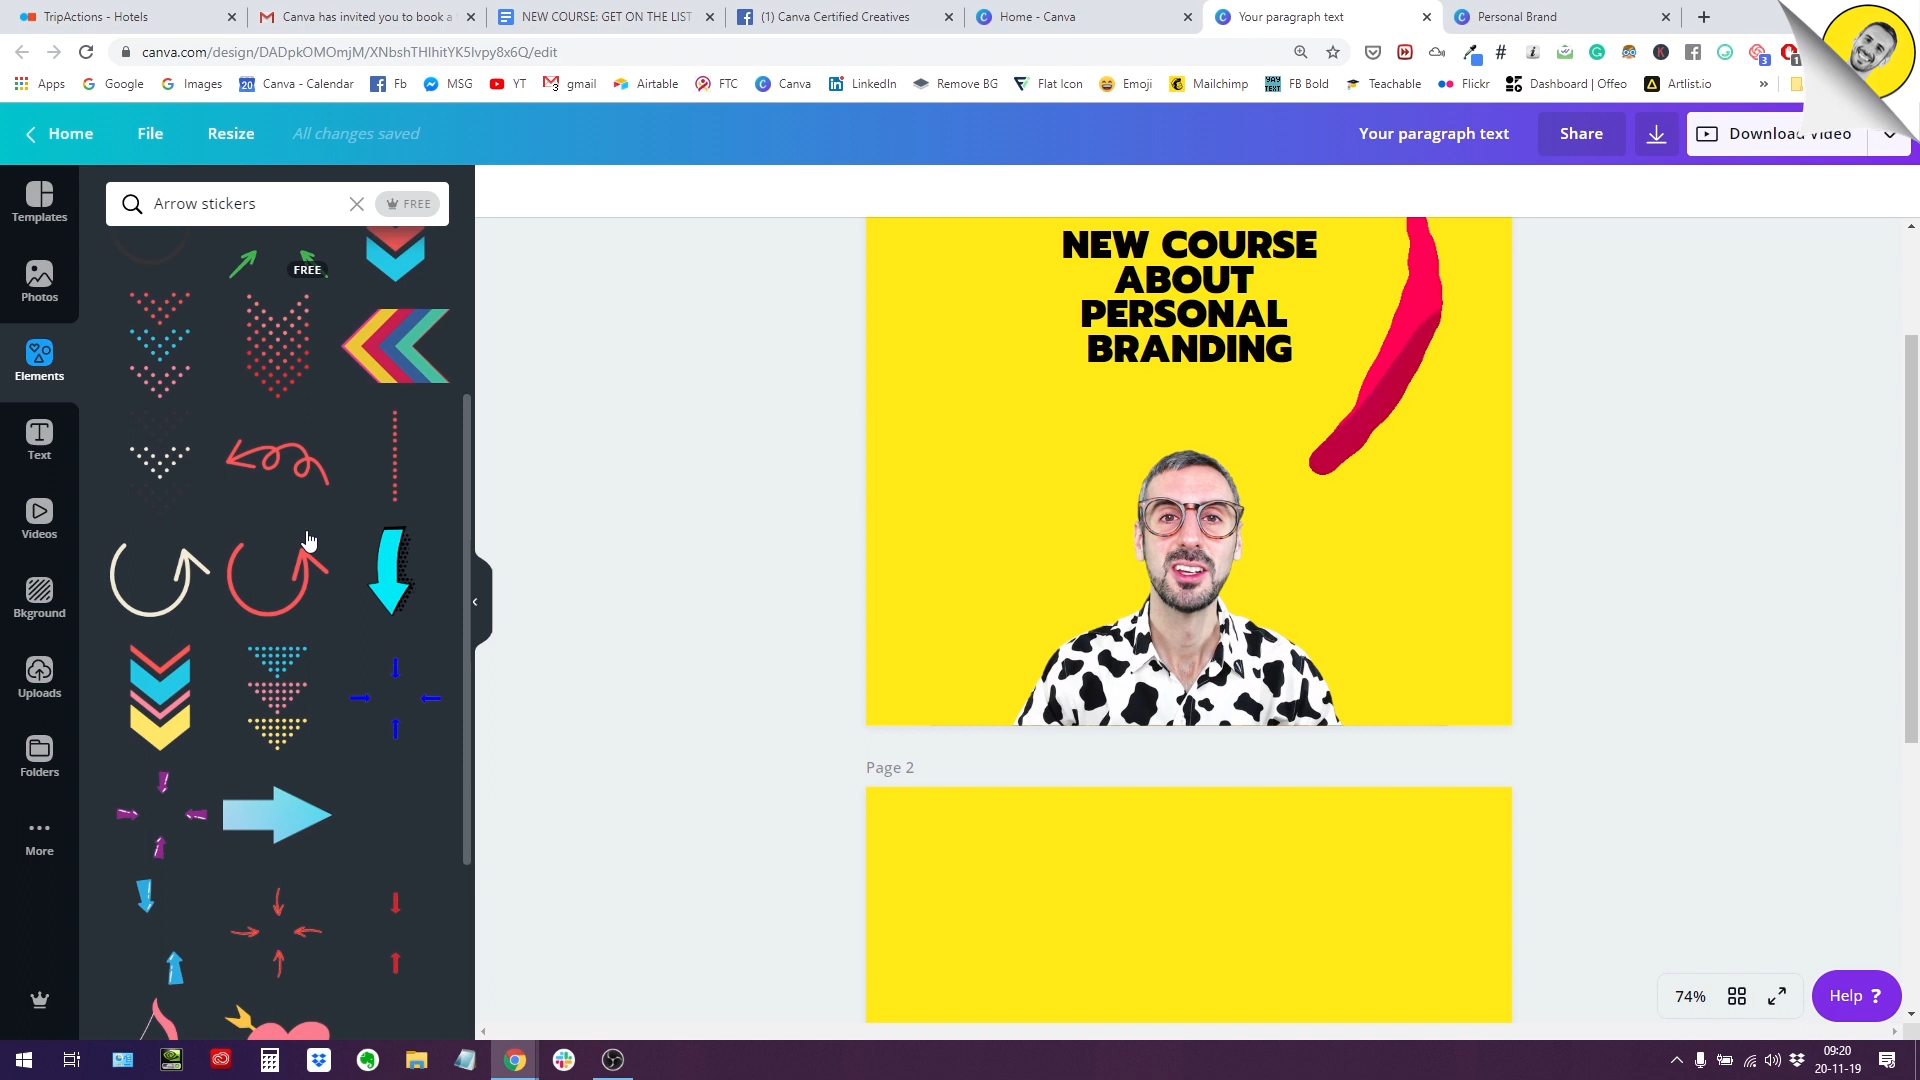 TripActions - Hotels
Canva has invited you to book a
NEW COURSE: GET ON THE LIST
(1) Canva Certified Creatives
Home - Canva
Your paragraph text
Personal Brand
canva.com/design/DADpkOMOmjM/XNbshTHlhitYK5lvpy8x6Q/edit
3
1
Apps
Google
Images
20
Canva - Calendar
Fb
MSG
YT
gmail
Airtable
FTC
Canva
LinkedIn
Remove BG
Flat Icon
Emoji
Mailchimp
YAY
TEXT
FB Bold
Teachable
Flickr
Dashboard | Offeo
Artlist.io
Home
File
Resize
All changes saved
Your paragraph text
Share
Download video
Templates
Photos
Elements
Text
Videos
Bkground
Uploads
Folders
More
Arrow stickers
FREE
FREE
NEW COURSE
ABOUT
PERSONAL
BRANDING
Page 2
74%
Help ?
09:20
20-11-19